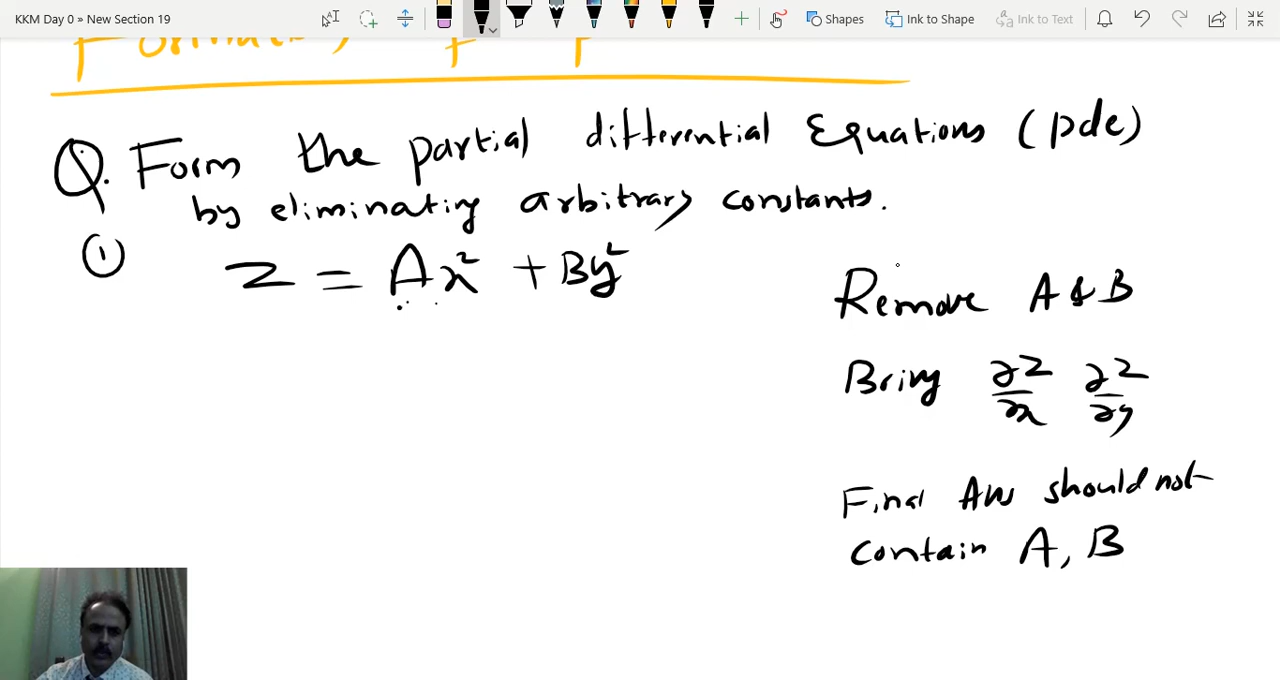 KKM Day 0 » New Section 19
Shapes
Ink to Shape
Ink to Text
Q. Form the partial differential Equations (pde)
by eliminating arbitrary constants.
① z = Ax² + By²
Remove A & B
Bring ∂z/∂x ∂z/∂y
Final Ans should not
contain A, B